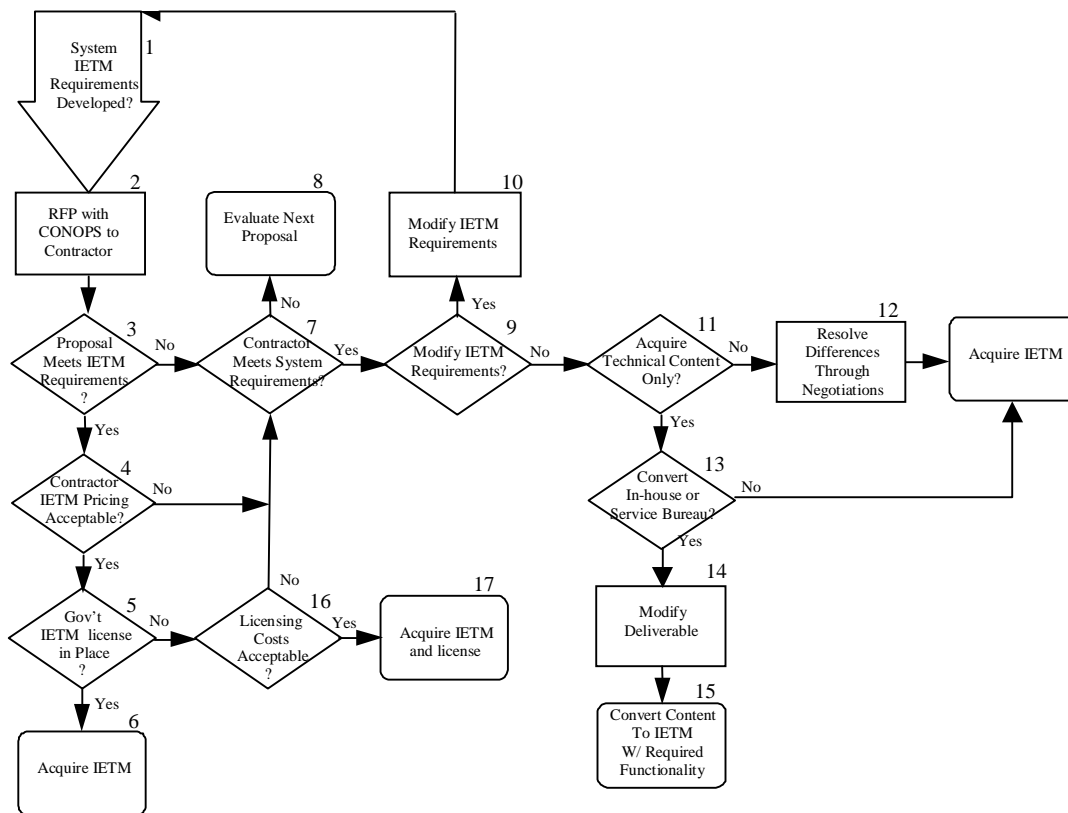 1
System
IETM
Requirements
Developed?
2
RFP with
CONOPS to
Contractor
3
Proposal
Meets IETM
Requirements
?
No
Yes
4
Contractor
IETM Pricing
Acceptable?
No
Yes
5
Gov't
IETM license
in Place
?
No
Yes
6
Acquire IETM
7
Contractor
Meets System
Requirements?
No
Yes
8
Evaluate Next
Proposal
9
Modify IETM
Requirements?
Yes
No
10
Modify IETM
Requirements
11
Acquire
Technical Content
Only?
No
Yes
12
Resolve
Differences
Through
Negotiations
Acquire IETM
13
Convert
In-house or
Service Bureau?
No
Yes
14
Modify
Deliverable
15
Convert Content
To IETM
W/ Required
Functionality
16
Licensing
Costs
Acceptable
?
No
Yes
17
Acquire IETM
and license